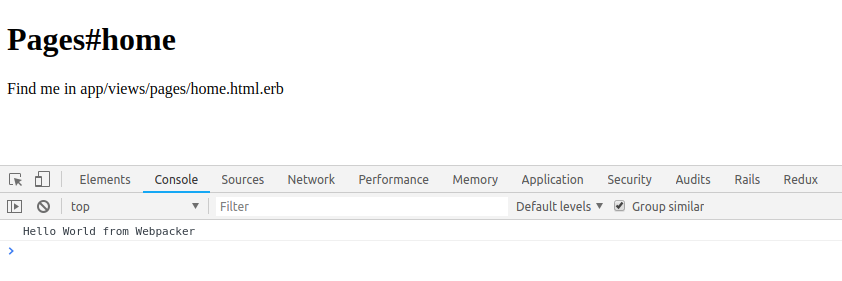 Pages#home
Find me in app/views/pages/home.html.erb
Elements Console Sources Network Performance Memory Application Security Audits Rails Redux
top Filter Default levels Group similar
Hello World from Webpacker